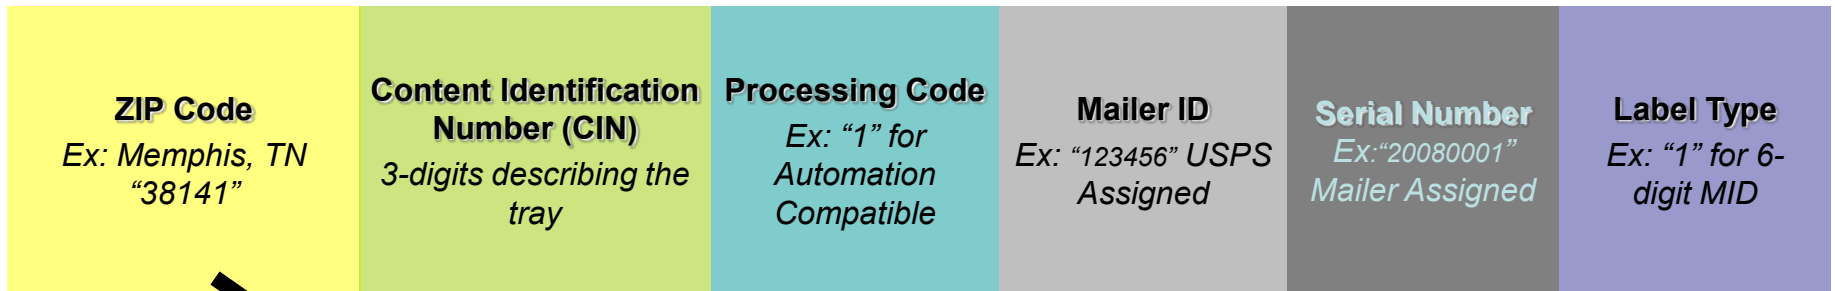 ZIP Code
Ex: Memphis, TN
“38141”
Content Identification
Number (CIN)
3-digits describing the
tray
Processing Code
Ex: “1” for
Automation
Compatible
Mailer ID
Ex: “123456” USPS
Assigned
Serial Number
Ex:“20080001”
Mailer Assigned
Label Type
Ex: “1” for 6-
digit MID